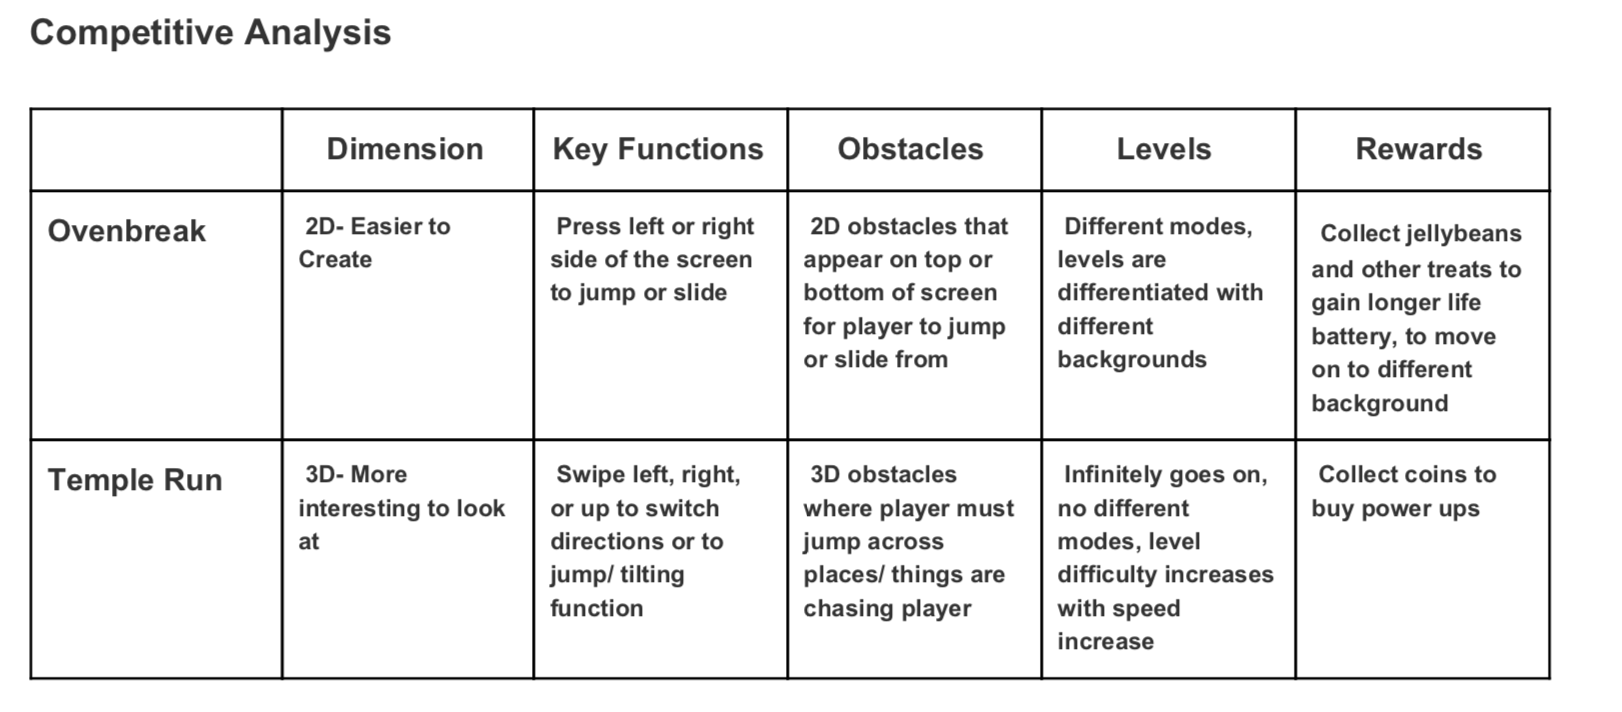 Competitive Analysis
Dimension
Key Functions
Obstacles
Levels
Rewards
Ovenbreak
2D- Easier to
Create
Press left or right
side of the screen
to jump or slide
2D obstacles that
appear on top or
bottom of screen
for player to jump
or slide from
Different modes,
levels are
differentiated with
different
backgrounds
Collect jellybeans
and other treats to
gain longer life
battery, to move
on to different
background
Temple Run
3D- More
interesting to look
at
Swipe left, right,
or up to switch
directions or to
jump/ tilting
function
3D obstacles
where player must
jump across
places/ things are
chasing player
Infinitely goes on,
no different
modes, level
difficulty increases
with speed
increase
Collect coins to
buy power ups